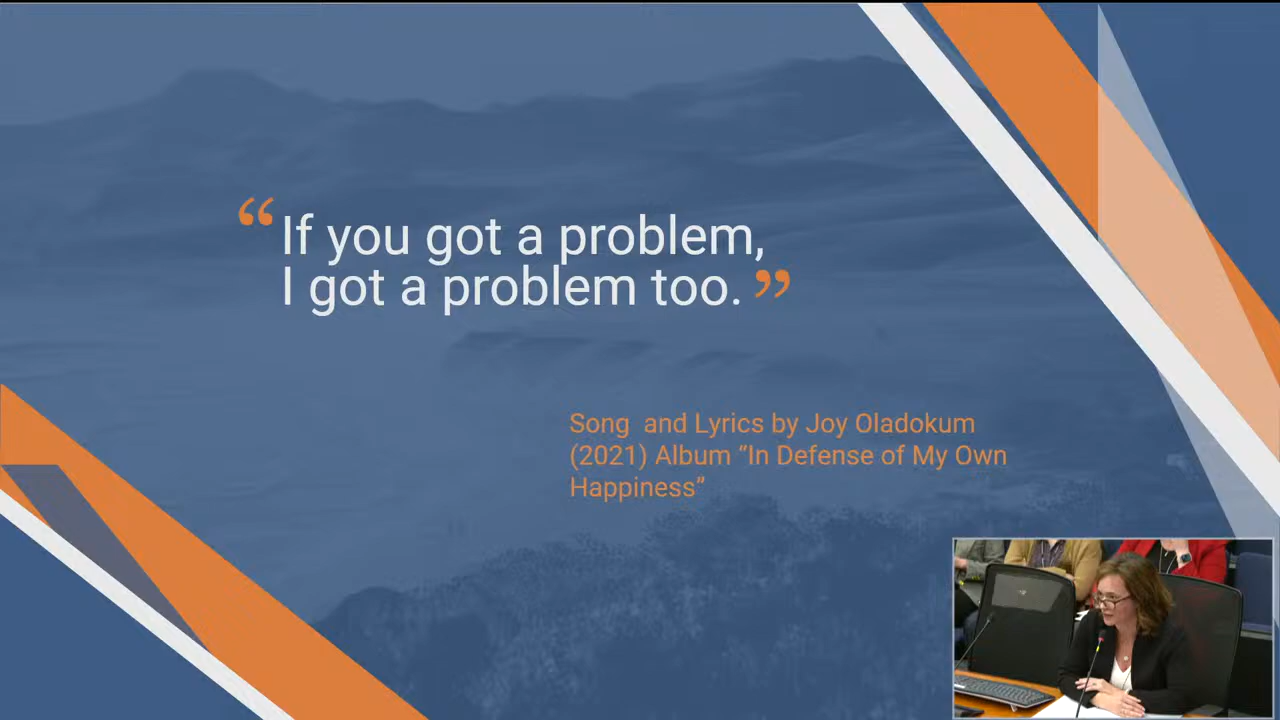 “If you got a problem,
I got a problem too.”
Song  and Lyrics by Joy Oladokum
(2021) Album “In Defense of My Own
Happiness”